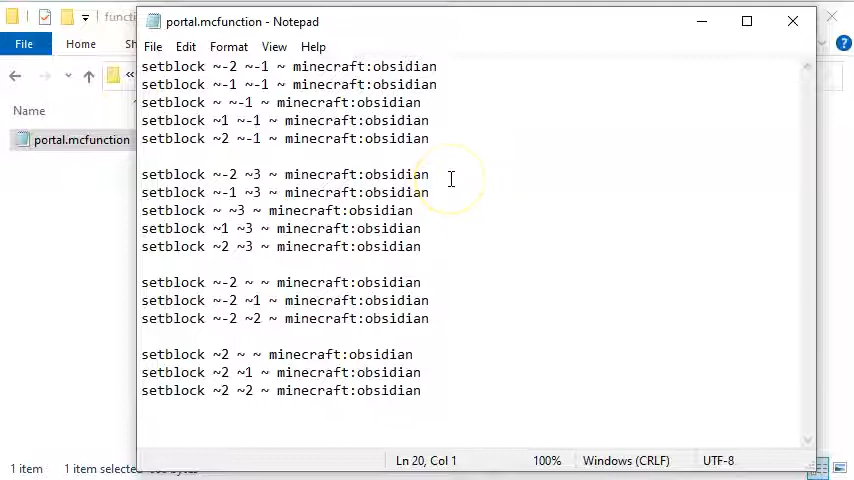 functi
portal.mcfunction - Notepad
File
Home
Sh
File Edit Format View Help
Name
portal.mcfunction
setblock ~-2 ~-1 ~ minecraft:obsidian
setblock ~-1 ~-1 ~ minecraft:obsidian
setblock ~ ~-1 ~ minecraft:obsidian
setblock ~1 ~-1 ~ minecraft:obsidian
setblock ~2 ~-1 ~ minecraft:obsidian
setblock ~-2 ~3 ~ minecraft:obsidian
setblock ~-1 ~3 ~ minecraft:obsidian
setblock ~ ~3 ~ minecraft:obsidian
setblock ~1 ~3 ~ minecraft:obsidian
setblock ~2 ~3 ~ minecraft:obsidian
setblock ~-2 ~ ~ minecraft:obsidian
setblock ~-2 ~1 ~ minecraft:obsidian
setblock ~-2 ~2 ~ minecraft:obsidian
setblock ~2 ~ ~ minecraft:obsidian
setblock ~2 ~1 ~ minecraft:obsidian
setblock ~2 ~2 ~ minecraft:obsidian
Ln 20, Col 1 100% Windows (CRLF) UTF-8
1 item 1 item selected